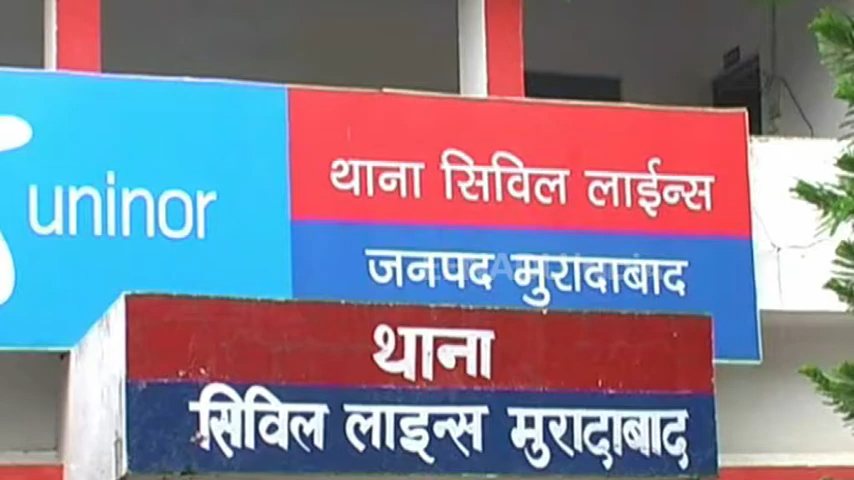 uninor
थाना सिविल लाईन्स
जनपद मुरादाबाद
थाना
सिविल लाइन्स मुरादाबाद